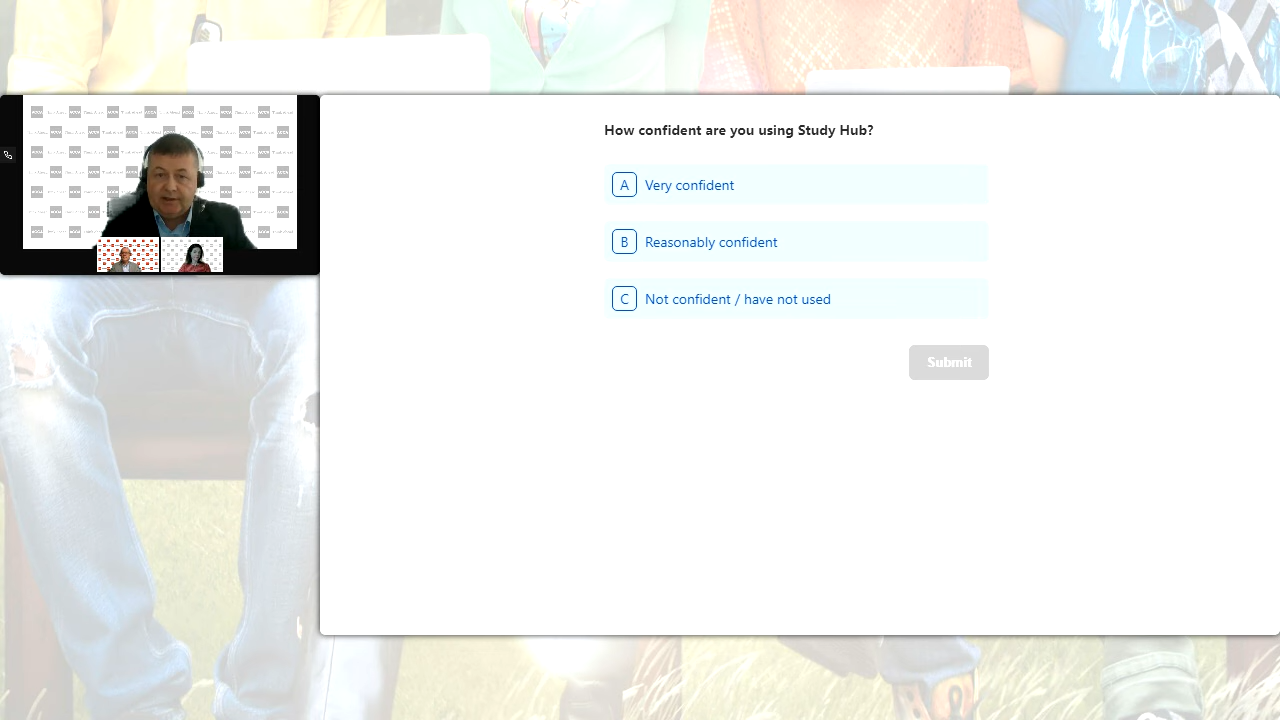 How confident are you using Study Hub?
A Very confident
B Reasonably confident
C Not confident / have not used
Submit